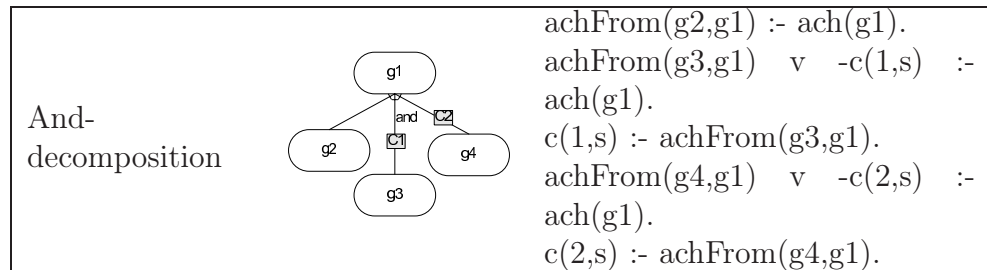 And-
decomposition
g1
and
C2
C1
g2
g4
g3
achFrom(g2,g1) :- ach(g1).
achFrom(g3,g1) v -c(1,s) :-
ach(g1).
c(1,s) :- achFrom(g3,g1).
achFrom(g4,g1) v -c(2,s) :-
ach(g1).
c(2,s) :- achFrom(g4,g1).